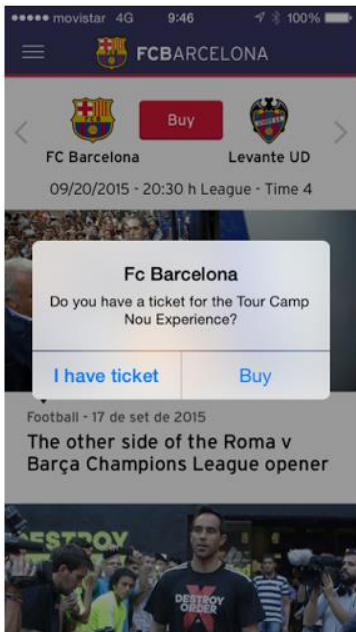 movistar 4G 9:46 100%
FCBARCELONA
Buy
FC Barcelona Levante UD
09/20/2015 - 20:30 h League - Time 4
Fc Barcelona
Do you have a ticket for the Tour Camp
Nou Experience?
I have ticket Buy
Football - 17 de set de 2015
The other side of the Roma v
Barça Champions League opener
DESTROY
ORDER